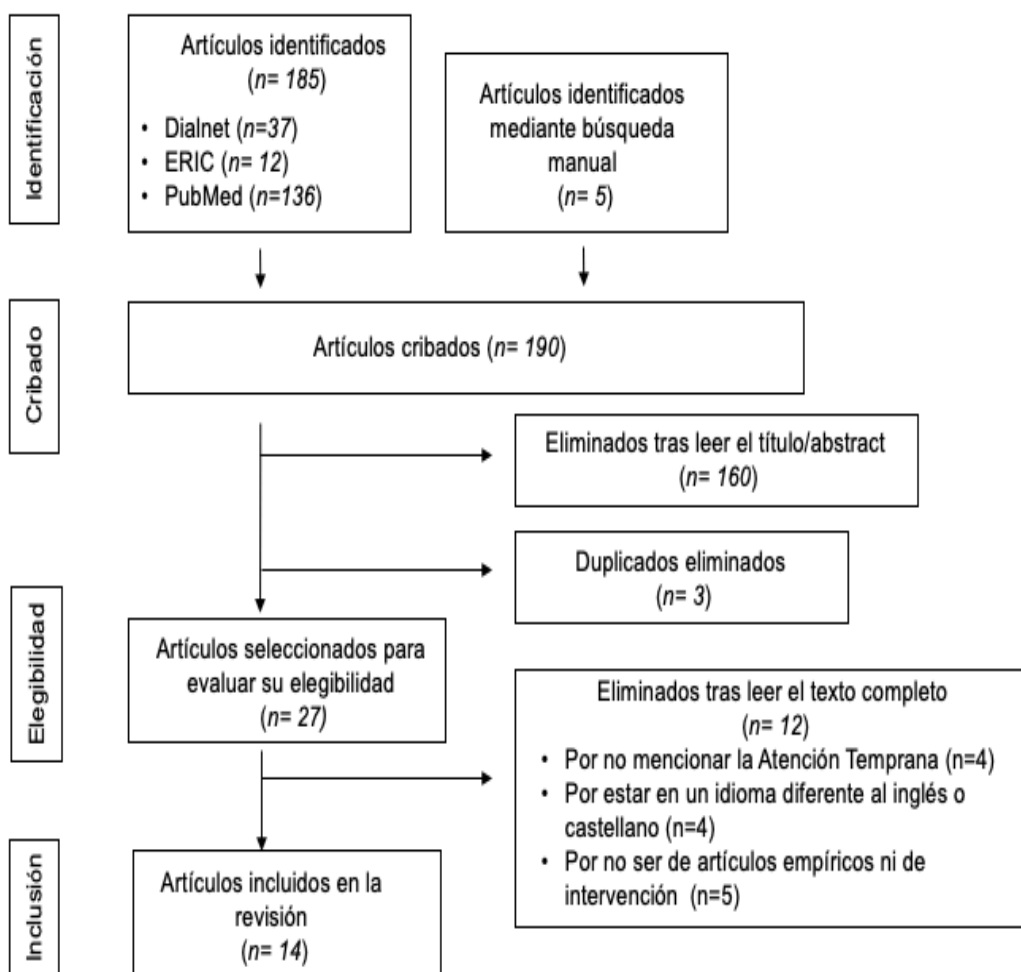 Identificación
Artículos identificados
(n= 185)
• Dialnet (n=37)
• ERIC (n= 12)
• PubMed (n=136)
Artículos identificados
mediante búsqueda
manual
(n= 5)
Cribado
Artículos cribados (n= 190)
Eliminados tras leer el título/abstract
(n= 160)
Duplicados eliminados
(n= 3)
Elegibilidad
Artículos seleccionados para
evaluar su elegibilidad
(n= 27)
Eliminados tras leer el texto completo
(n= 12)
• Por no mencionar la Atención Temprana (n=4)
• Por estar en un idioma diferente al inglés o
castellano (n=4)
• Por no ser de artículos empíricos ni de
intervención (n=5)
Inclusión
Artículos incluidos en la
revisión
(n= 14)